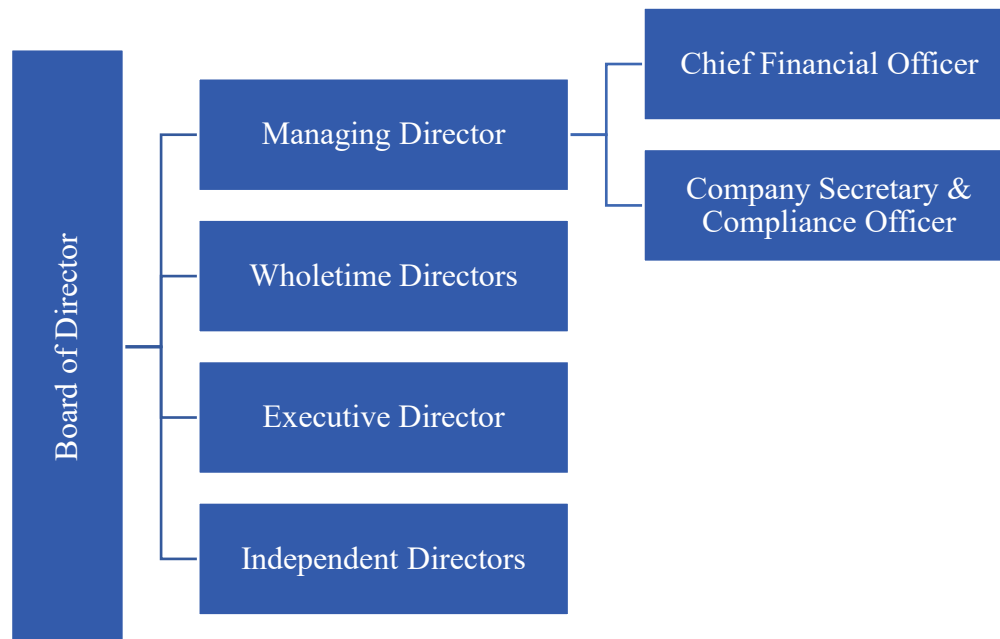 Board of Director
Managing Director
Wholetime Directors
Executive Director
Independent Directors
Chief Financial Officer
Company Secretary &
Compliance Officer